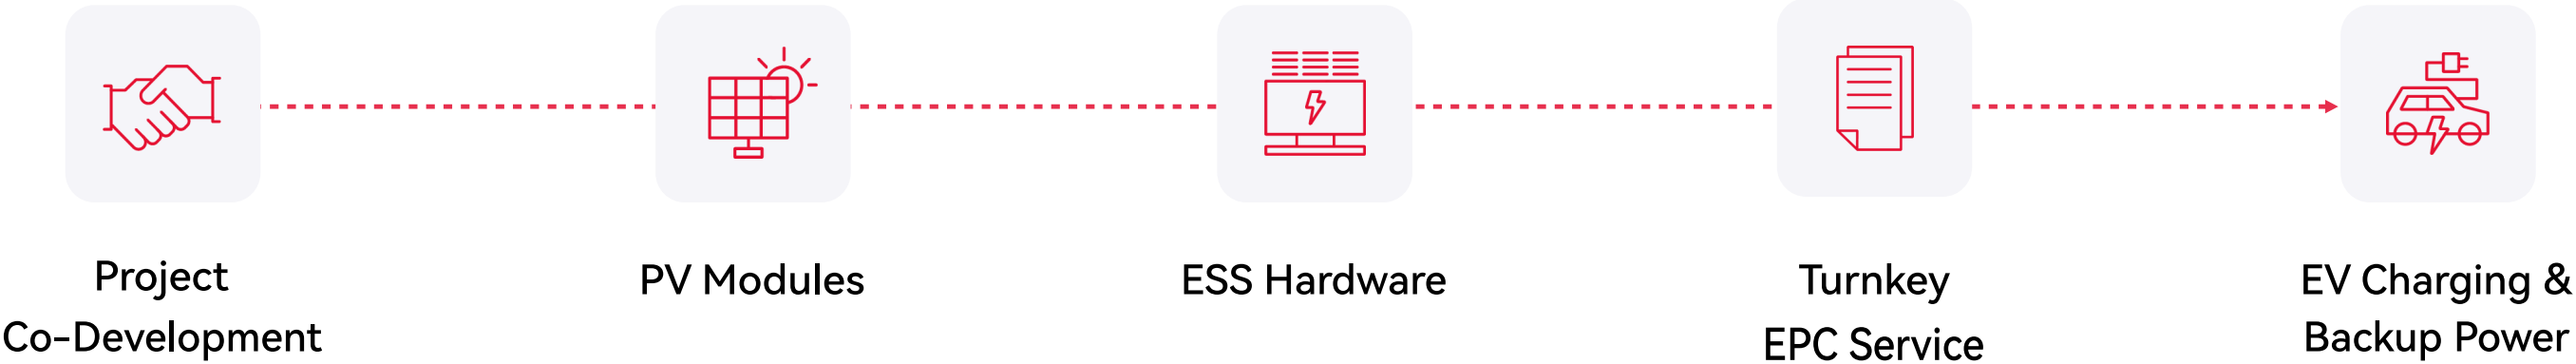 Project
Co-Development
PV Modules
ESS Hardware
Turnkey
EPC Service
EV Charging &
Backup Power